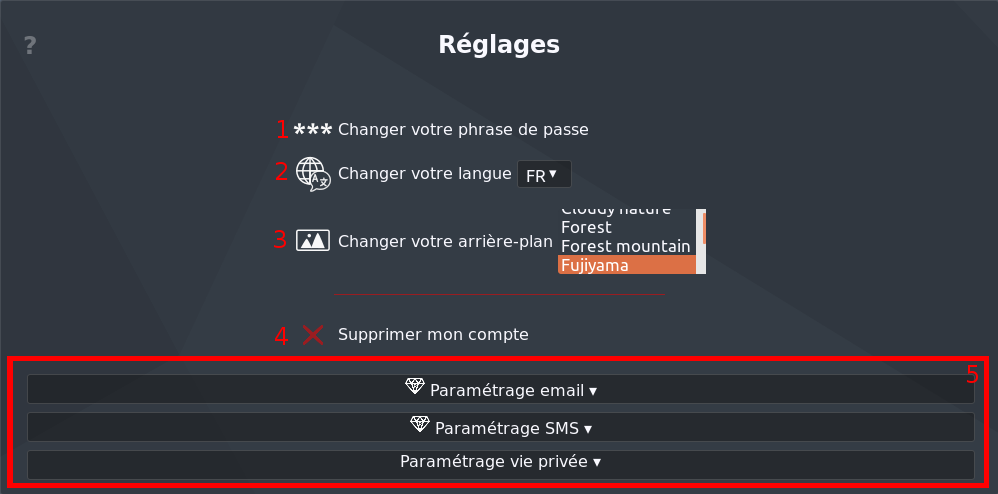 ?
Réglages
1 *** Changer votre phrase de passe
2 Changer votre langue FR ▾
Cloudy nature
Forest
3 Changer votre arrière-plan
Forest mountain
Fujiyama
4 Supprimer mon compte
5
Paramétrage email ▾
Paramétrage SMS ▾
Paramétrage vie privée ▾